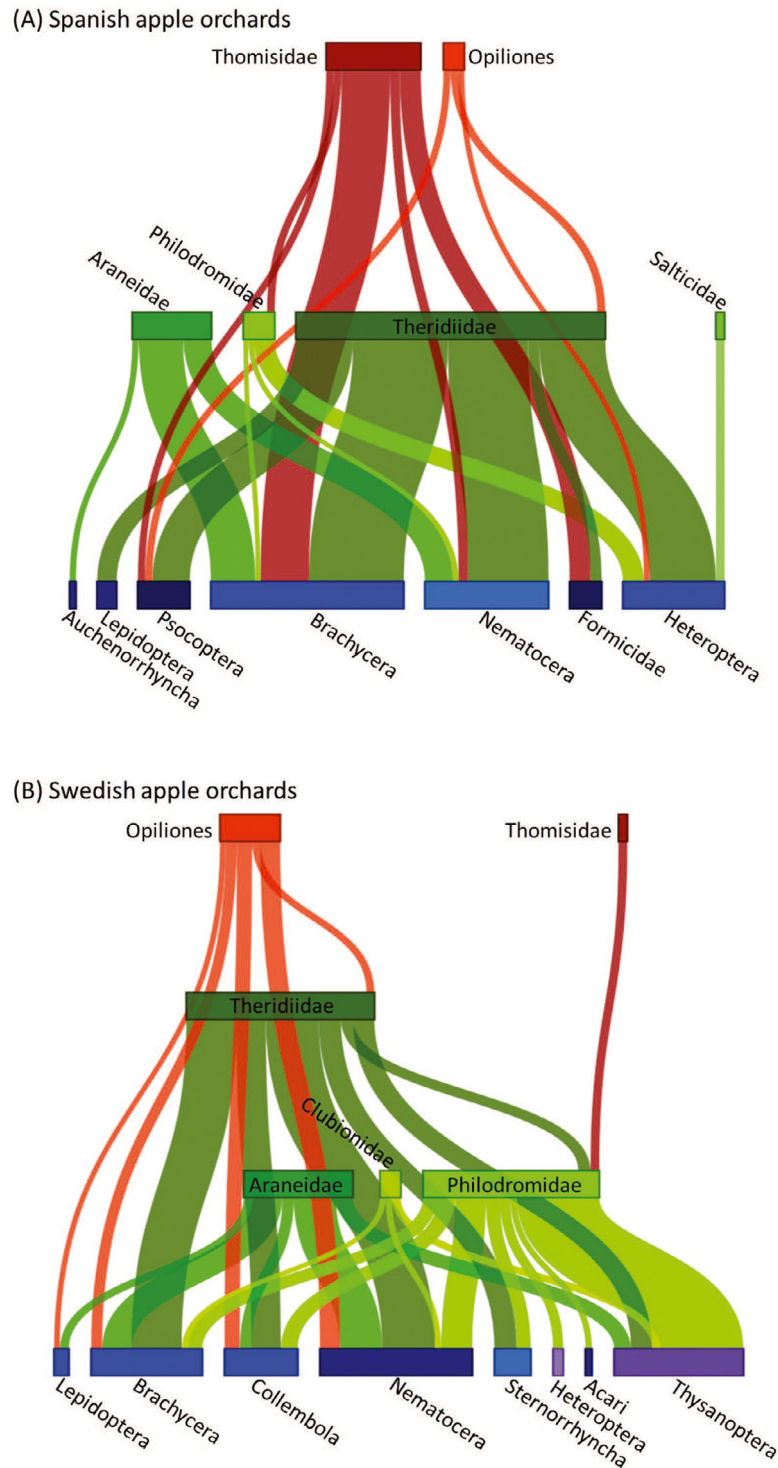 (A) Spanish apple orchards
Thomisidae
Opiliones
Araneidae
Philodromidae
Theridiidae
Salticidae
Auchenorrhyncha
Lepidoptera
Psocoptera
Brachycera
Nematocera
Formicidae
Heteroptera
(B) Swedish apple orchards
Opiliones
Thomisidae
Theridiidae
Clubionidae
Araneidae
Philodromidae
Lepidoptera
Brachycera
Collembola
Nematocera
Sternorrhyncha
Heteroptera
Acari
Thysanoptera